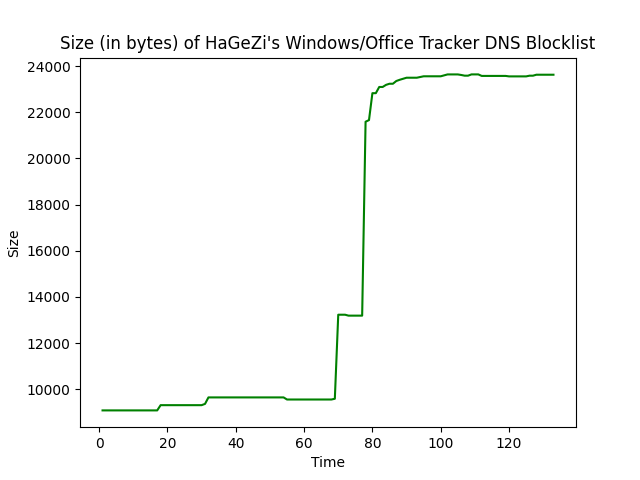 Size (in bytes) of HaGeZi's Windows/Office Tracker DNS Blocklist
24000
22000
20000
18000
16000
14000
12000
10000
Size
0 20 40 60 80 100 120
Time